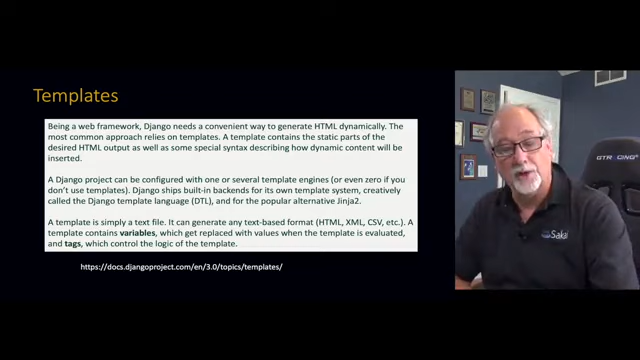 Templates
Being a web framework, Django needs a convenient way to generate HTML dynamically. The
most common approach relies on templates. A template contains the static parts of the
desired HTML output as well as some special syntax describing how dynamic content will be
inserted.
A Django project can be configured with one or several template engines (or even zero if you
don't use templates). Django ships built-in backends for its own template system, creatively
called the Django template language (DTL), and for the popular alternative Jinja2.
A template is simply a text file. It can generate any text-based format (HTML, XML, CSV, etc.). A
template contains variables, which get replaced with values when the template is evaluated,
and tags, which control the logic of the template.
https://docs.djangoproject.com/en/3.0/topics/templates/
GTRACING
Sakai